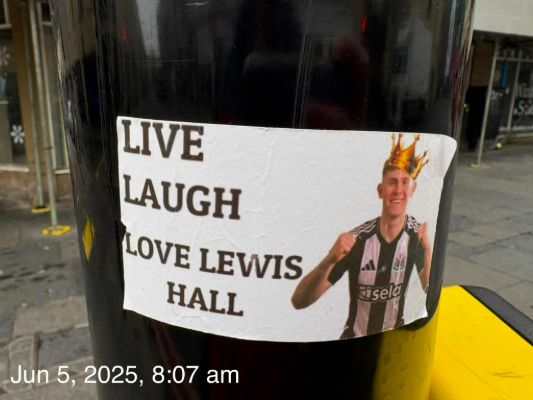 LIVE
LAUGH
LOVE LEWIS
HALL
sela
Jun 5, 2025, 8:07 am